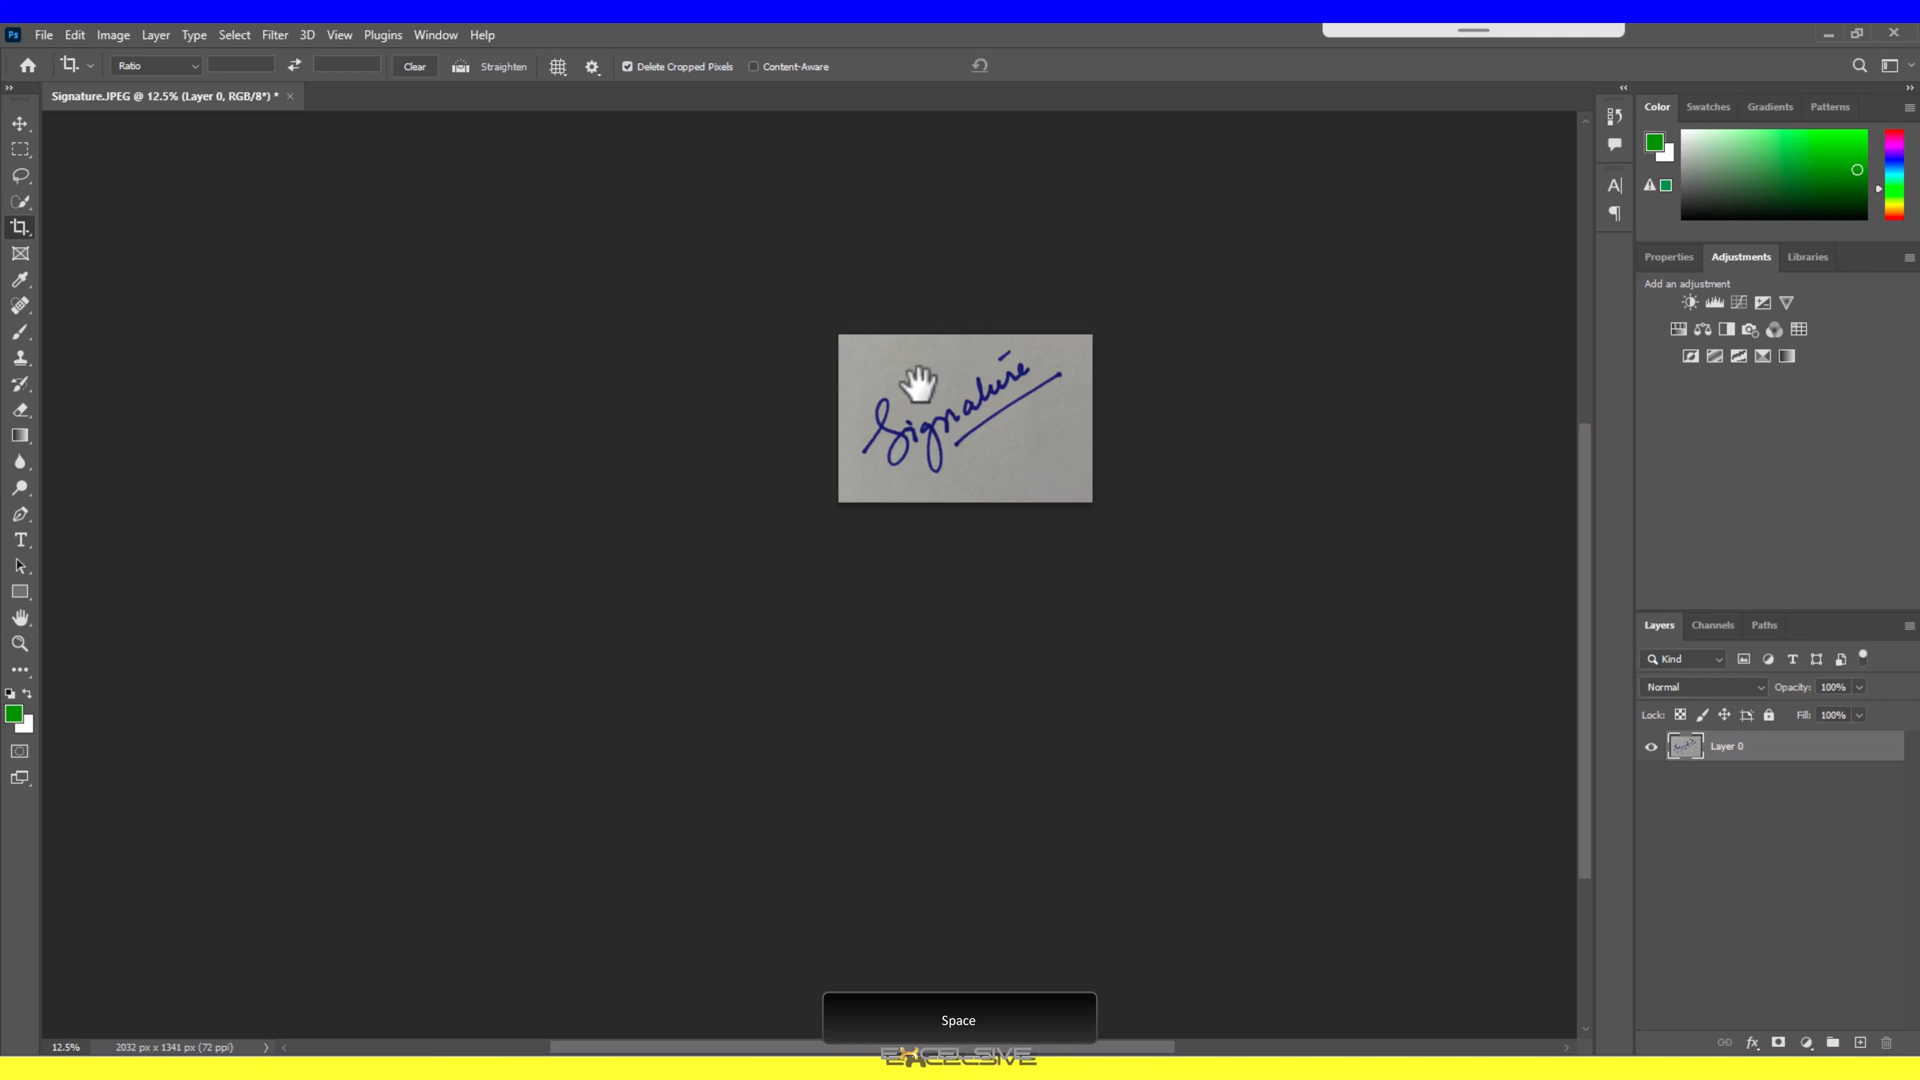 Ps File Edit Image Layer Type Select Filter 3D View Plugins Window Help
Ratio Clear Straighten Delete Cropped Pixels Content-Aware
Signature.JPEG @ 12.5% (Layer 0, RGB/8*) *
Color Swatches Gradients Patterns
Properties Adjustments Libraries
Add an adjustment
Signature
Layers Channels Paths
Kind
Normal Opacity: 100%
Lock: Fill: 100%
Layer 0
Space
12.5% 2032 px x 1341 px (72 ppi)
EXCELSIVE